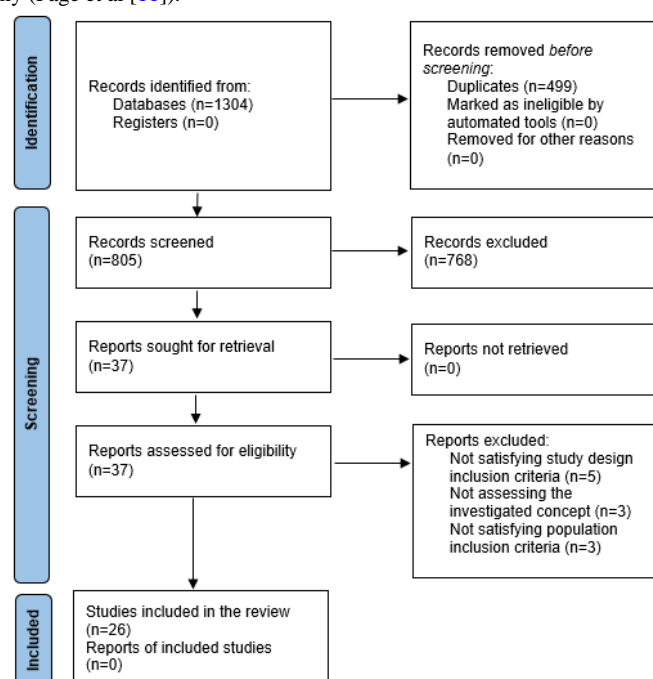 Identification
Records identified from:
Databases (n=1304)
Registers (n=0)
Records removed before
screening:
Duplicates (n=499)
Marked as ineligible by
automated tools (n=0)
Removed for other reasons
(n=0)
Screening
Records screened
(n=805)
Records excluded
(n=768)
Reports sought for retrieval
(n=37)
Reports not retrieved
(n=0)
Reports assessed for eligibility
(n=37)
Reports excluded:
Not satisfying study design
inclusion criteria (n=5)
Not assessing the
investigated concept (n=3)
Not satisfying population
inclusion criteria (n=3)
Included
Studies included in the review
(n=26)
Reports of included studies
(n=0)